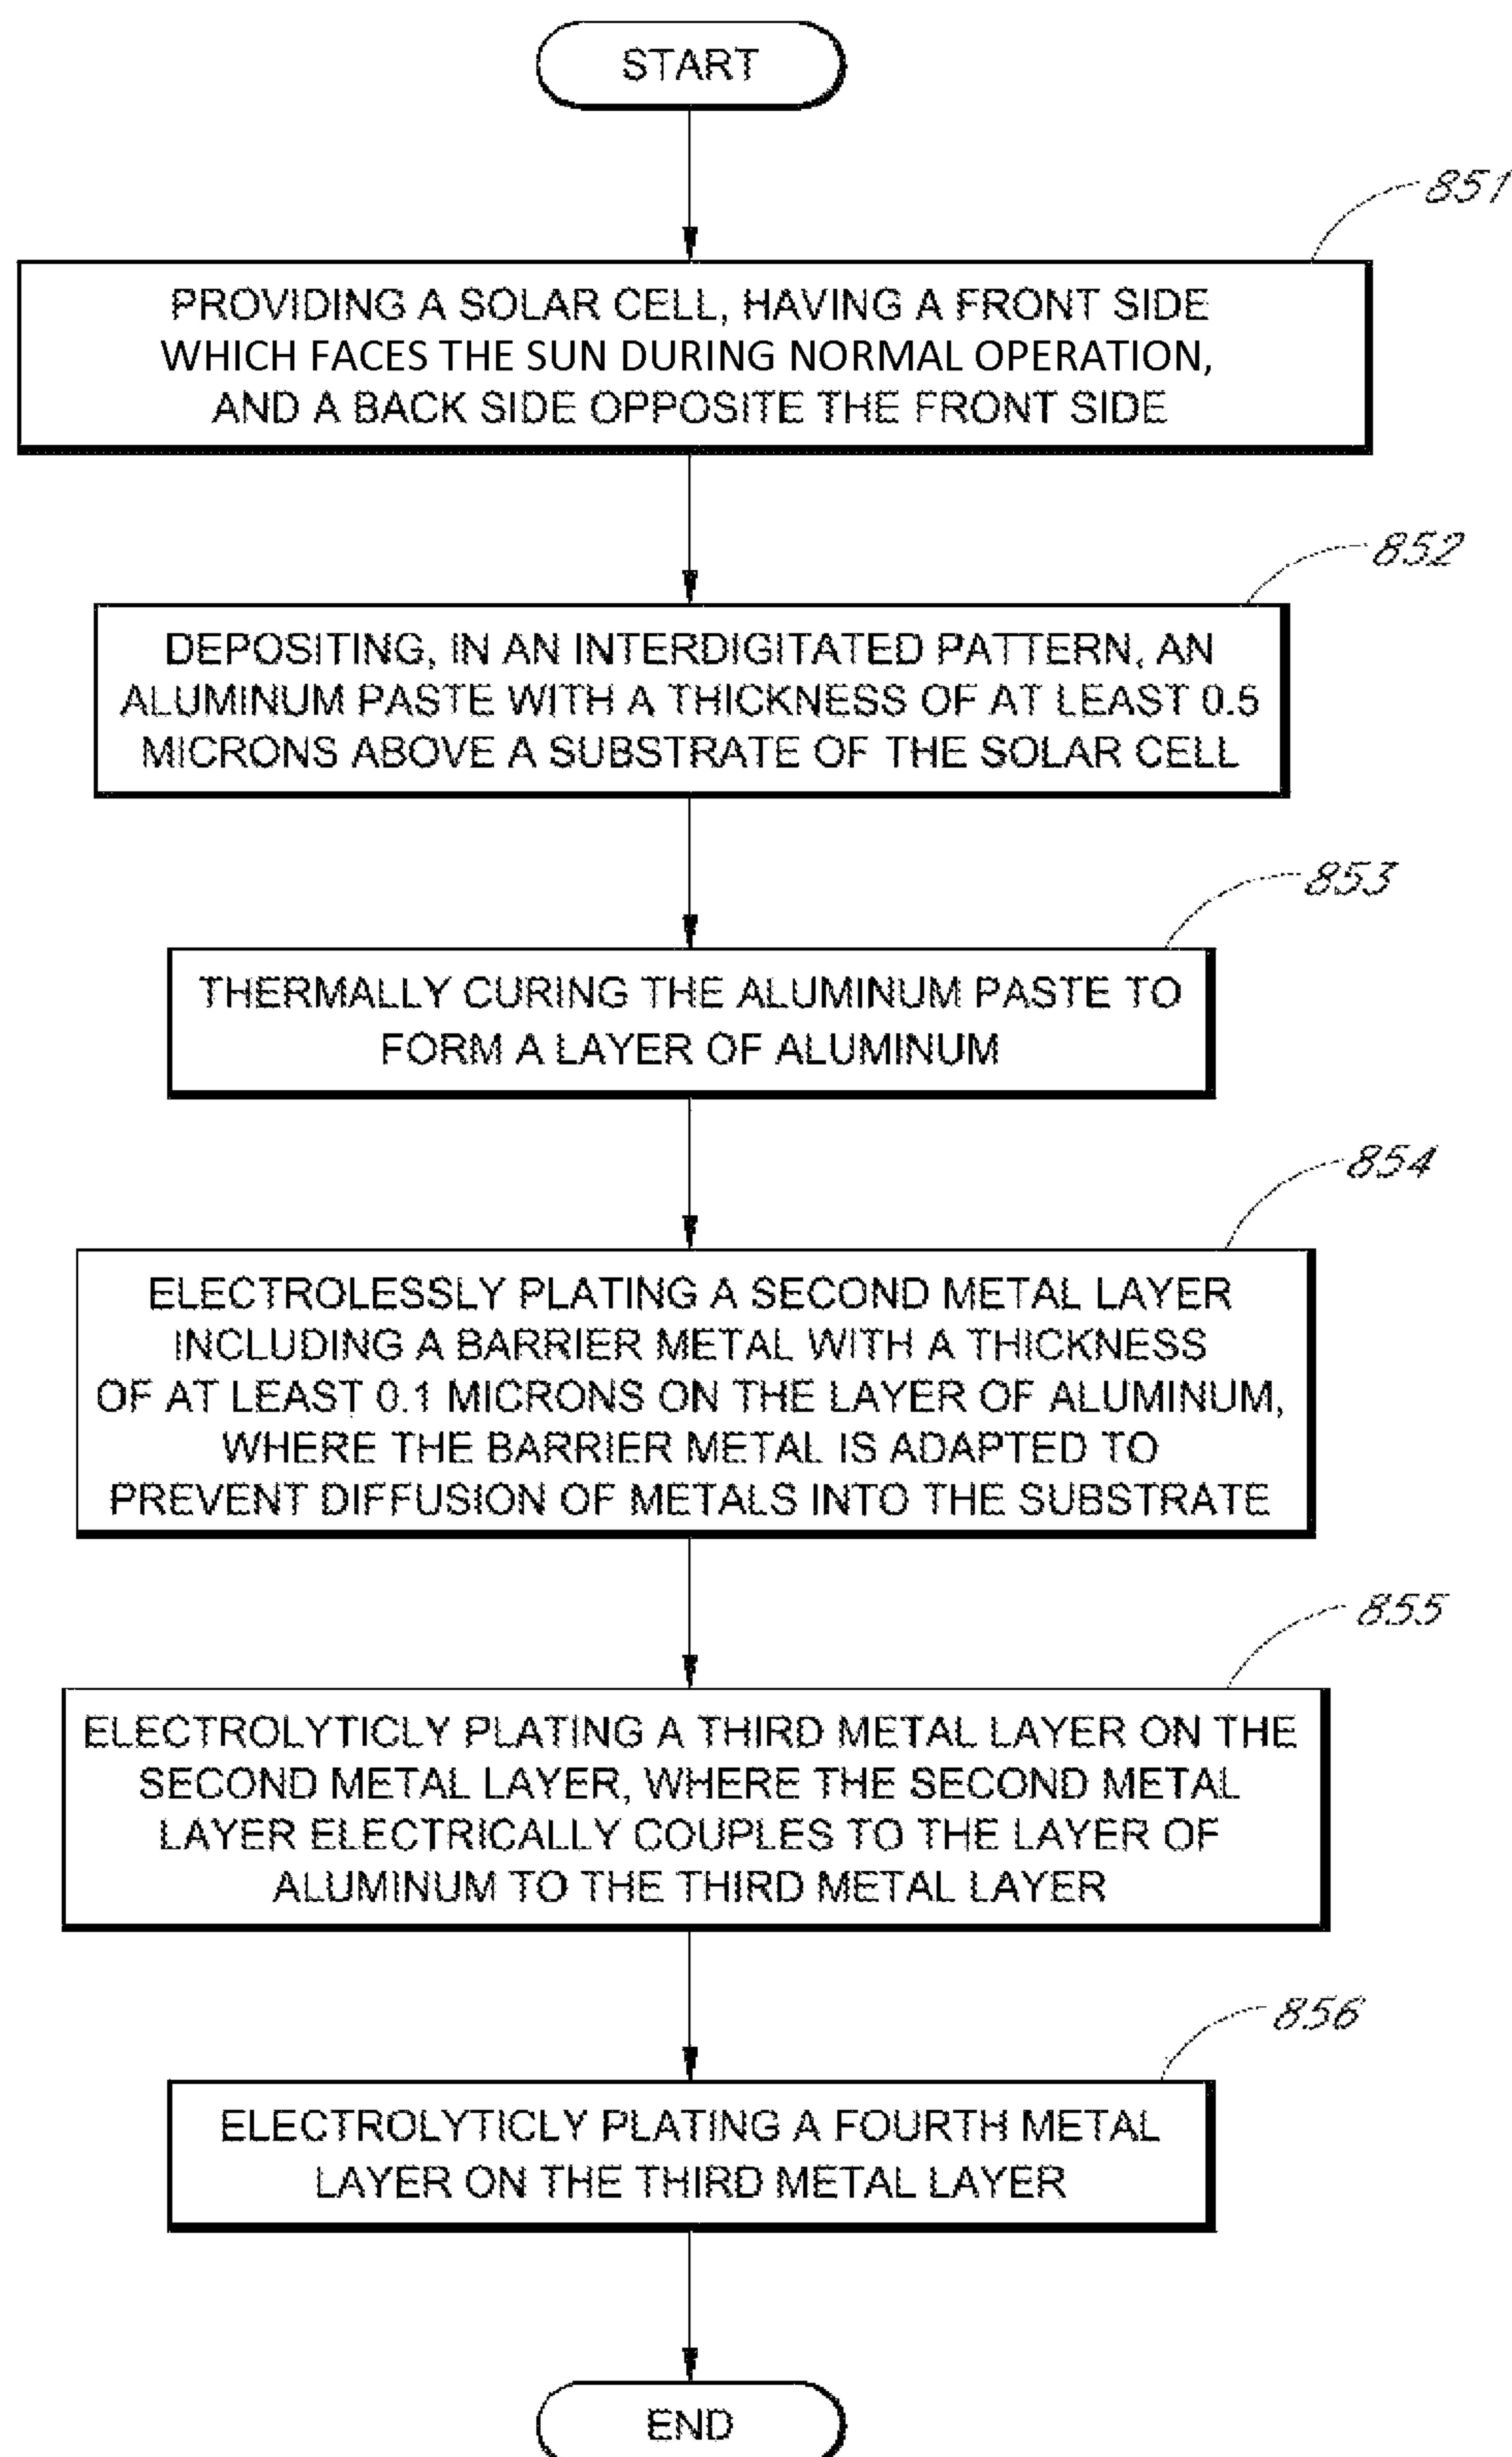 START
851
PROVIDING A SOLAR CELL, HAVING A FRONT SIDE
WHICH FACES THE SUN DURING NORMAL OPERATION,
AND A BACK SIDE OPPOSITE THE FRONT SIDE
852
DEPOSITING, IN AN INTERDIGITATED PATTERN, AN
ALUMINUM PASTE WITH A THICKNESS OF AT LEAST 0.5
MICRONS ABOVE A SUBSTRATE OF THE SOLAR CELL
853
THERMALLY CURING THE ALUMINUM PASTE TO
FORM A LAYER OF ALUMINUM
854
ELECTROLESSLY PLATING A SECOND METAL LAYER
INCLUDING A BARRIER METAL WITH A THICKNESS
OF AT LEAST 0.1 MICRONS ON THE LAYER OF ALUMINUM,
WHERE THE BARRIER METAL IS ADAPTED TO
PREVENT DIFFUSION OF METALS INTO THE SUBSTRATE
855
ELECTROLYTICLY PLATING A THIRD METAL LAYER ON THE
SECOND METAL LAYER, WHERE THE SECOND METAL
LAYER ELECTRICALLY COUPLES TO THE LAYER OF
ALUMINUM TO THE THIRD METAL LAYER
856
ELECTROLYTICLY PLATING A FOURTH METAL
LAYER ON THE THIRD METAL LAYER
END